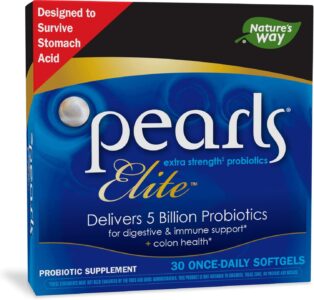 Designed to
Survive
Stomach
Acid
Nature's
WAY
pearls®
extra strength† probiotics
Elite™
Delivers 5 Billion Probiotics
for digestive & immune support*
+ colon health*
PROBIOTIC SUPPLEMENT
30 ONCE-DAILY SOFTGELS